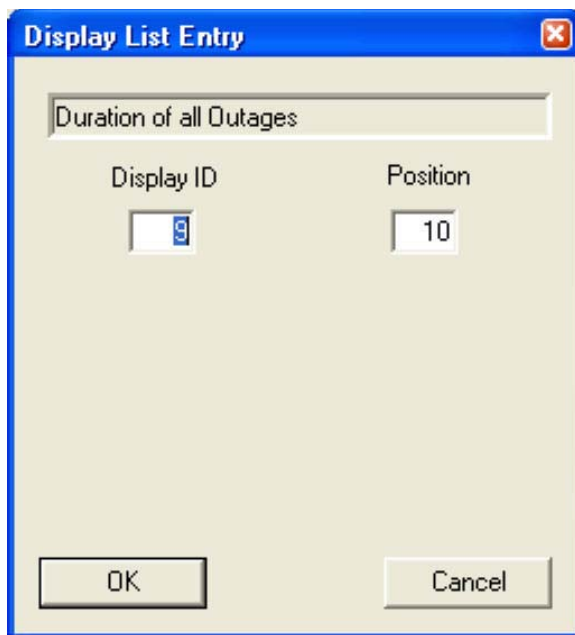 Display List Entry
Duration of all Outages
Display ID Position
9 10
OK Cancel